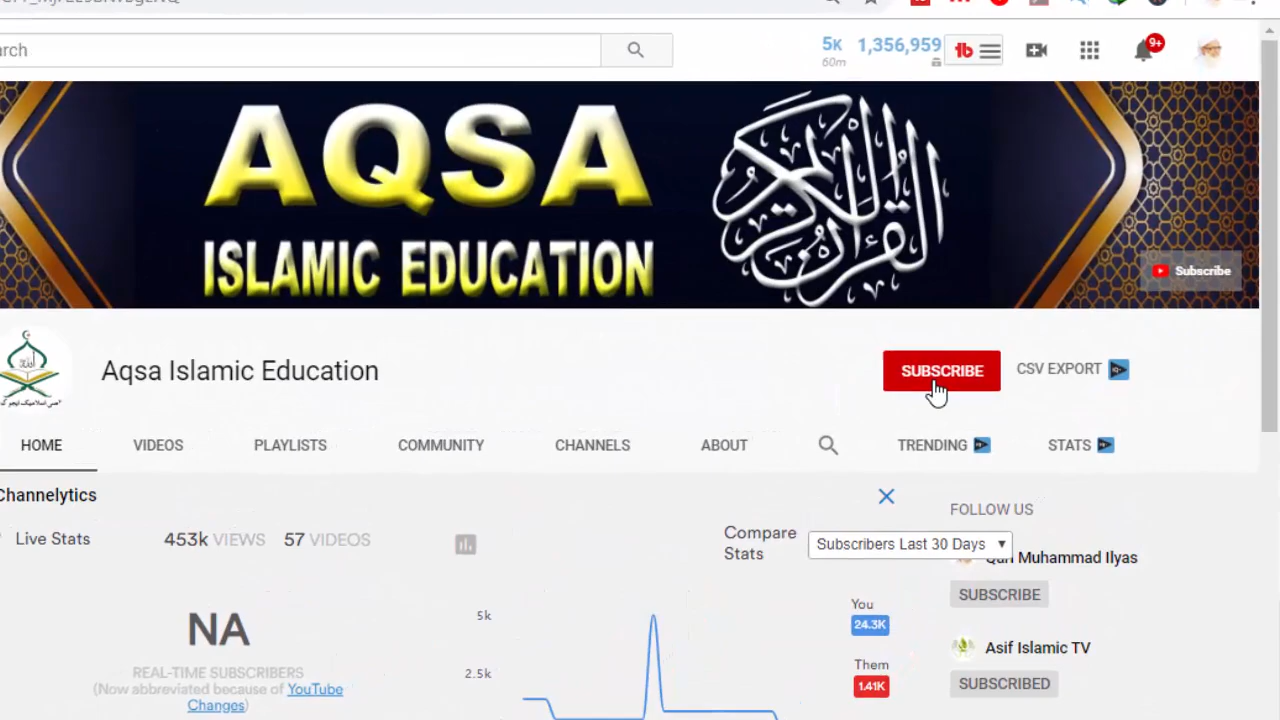 arch
5K
60m
1,356,959
9+
AQSA
ISLAMIC EDUCATION
القرآن الكريم
Subscribe
Aqsa Islamic Education
SUBSCRIBE
CSV EXPORT
HOME
VIDEOS
PLAYLISTS
COMMUNITY
CHANNELS
ABOUT
TRENDING
STATS
Channelytics
FOLLOW US
Live Stats
453k VIEWS
57 VIDEOS
Compare
Stats
Subscribers Last 30 Days
Qari Muhammad Ilyas
SUBSCRIBE
NA
REAL-TIME SUBSCRIBERS
(Now abbreviated because of YouTube
Changes)
5k
2.5k
You
24.3K
Them
1.41K
Asif Islamic TV
SUBSCRIBED